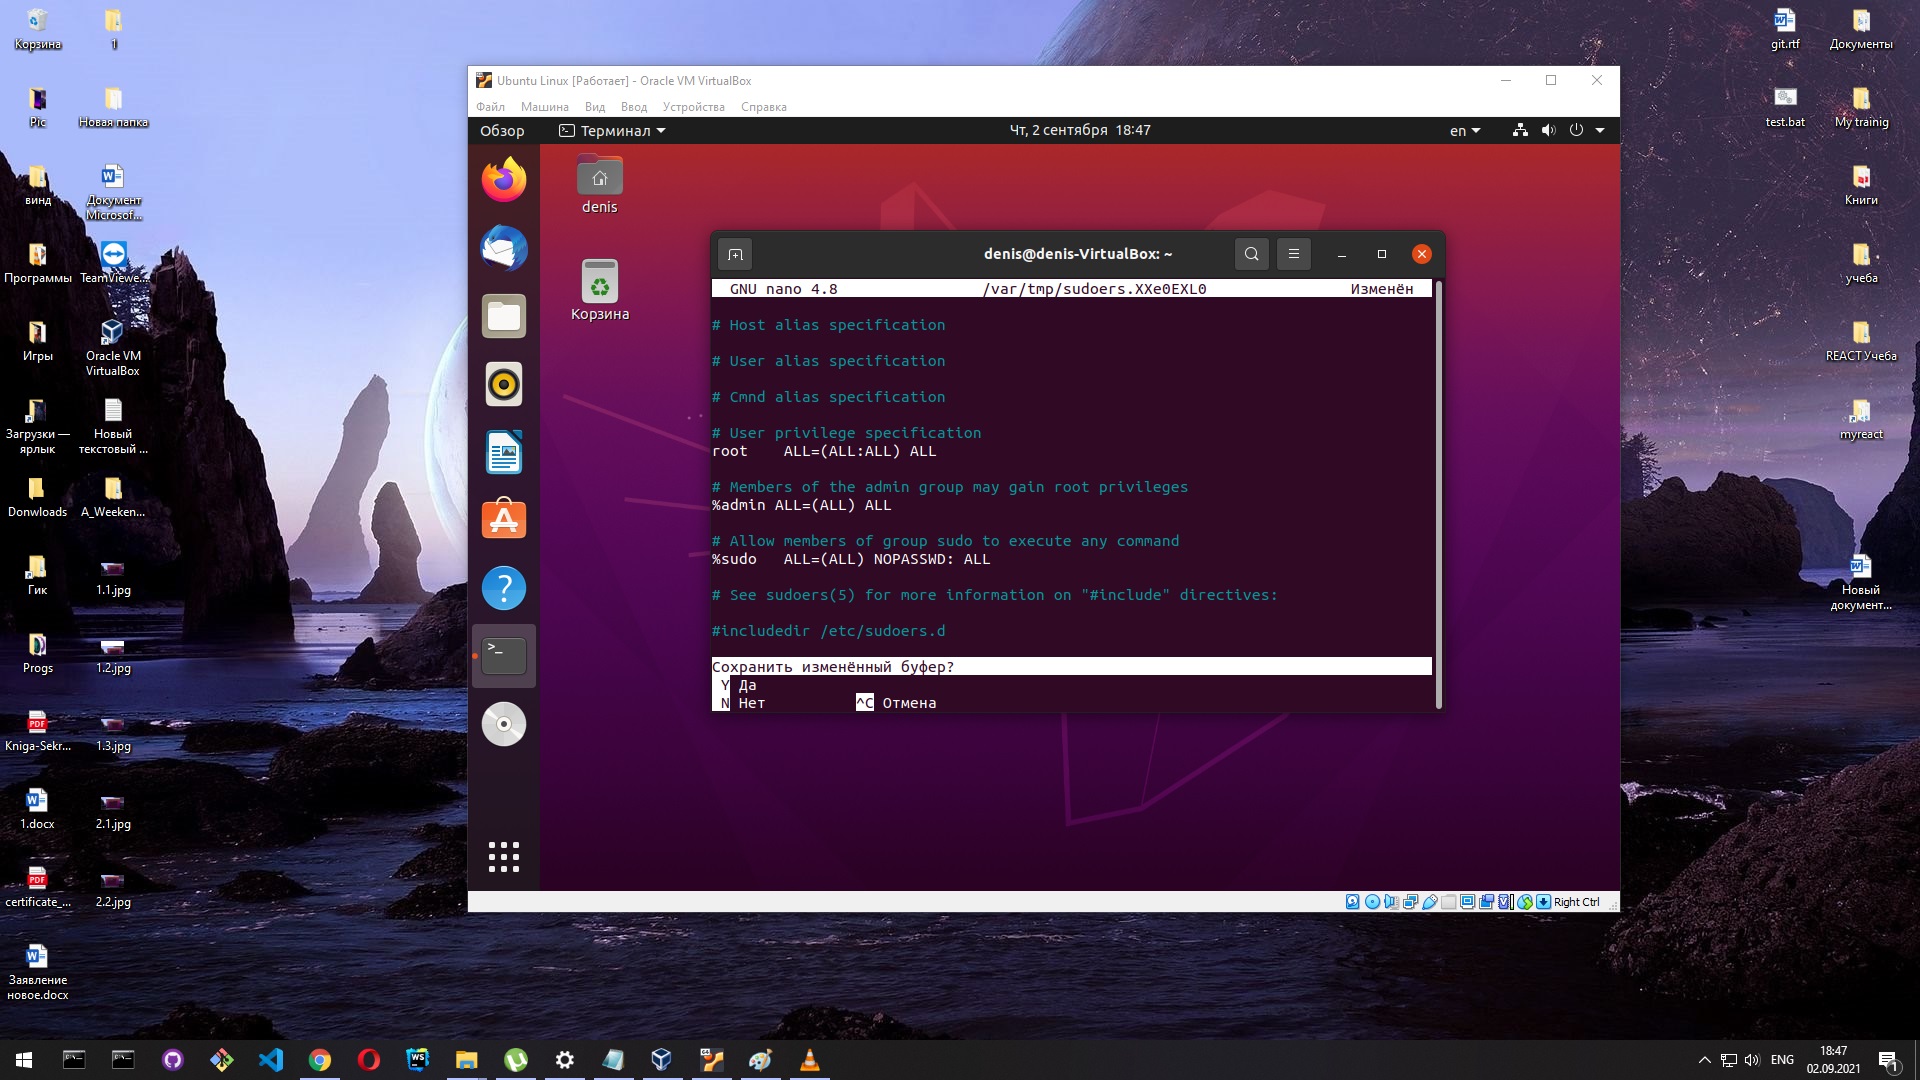 Корзина
1
Pic
Новая папка
винд
Документ
Microsof...
Программы
TeamViewe...
Игры
Oracle VM
VirtualBox
Загрузки —
ярлык
Новый
текстовый ...
Donwloads
A_Weeken...
Гик
1.1.jpg
Progs
1.2.jpg
Kniga-Sekr...
1.3.jpg
1.docx
2.1.jpg
certificate_...
2.2.jpg
Заявление
новое.docx
Ubuntu Linux [Работает] - Oracle VM VirtualBox
Файл Машина Вид Ввод Устройства Справка
Обзор Терминал Чт, 2 сентября 18:47 en
denis
Корзина
denis@denis-VirtualBox: ~
GNU nano 4.8 /var/tmp/sudoers.XXe0EXL0 Изменён
# Host alias specification
# User alias specification
# Cmnd alias specification
# User privilege specification
root ALL=(ALL:ALL) ALL
# Members of the admin group may gain root privileges
%admin ALL=(ALL) ALL
# Allow members of group sudo to execute any command
%sudo ALL=(ALL) NOPASSWD: ALL
# See sudoers(5) for more information on "#include" directives:
#includedir /etc/sudoers.d
Сохранить изменённый буфер?
Y Да
N Нет ^C Отмена
Right Ctrl
git.rtf
Документы
test.bat
My trainig
Книги
учеба
REACT Учеба
myreact
Новый
документ...
ENG
18:47
02.09.2021
1